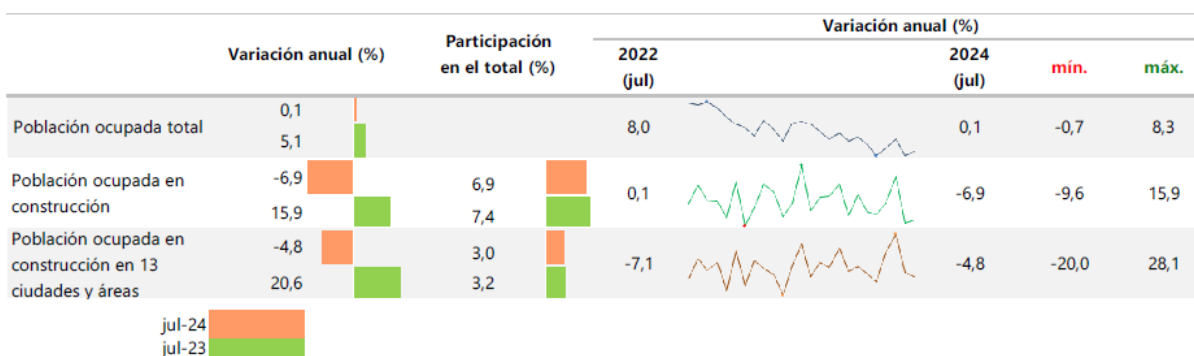 Variación anual (%)
Participación
en el total (%)
Variación anual (%)
2022
(jul)
2024
(jul)
mín.
máx.
Población ocupada total
0,1
5,1
8,0
0,1
-0,7
8,3
Población ocupada en
construcción
-6,9
15,9
6,9
7,4
0,1
-6,9
-9,6
15,9
Población ocupada en
construcción en 13
ciudades y áreas
-4,8
20,6
3,0
3,2
-7,1
-4,8
-20,0
28,1
jul-24
jul-23